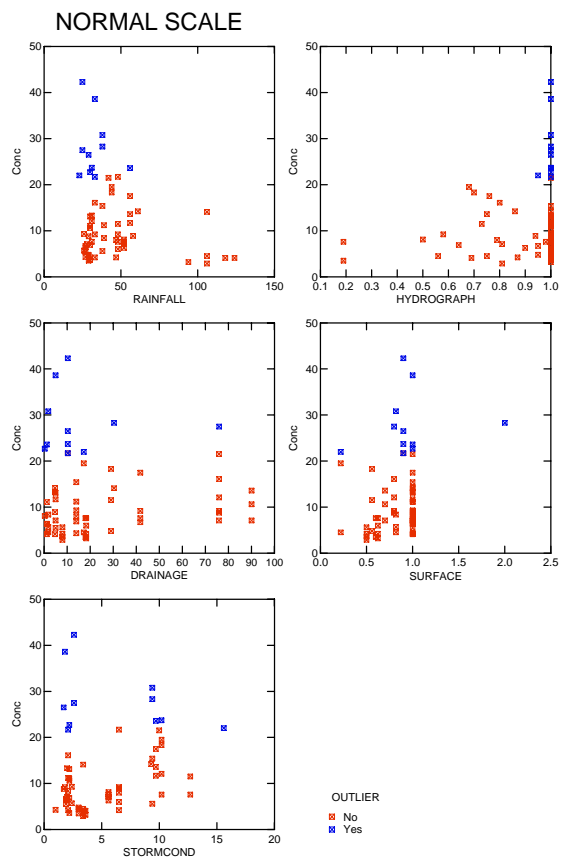 NORMAL SCALE
50
40
30
20
10
0
Conc
0 50 100 150
RAINFALL
50
40
30
20
10
0
Conc
0.1 0.2 0.3 0.4 0.5 0.6 0.7 0.8 0.9 1.0
HYDROGRAPH
50
40
30
20
10
0
Conc
0 10 20 30 40 50 60 70 80 90 100
DRAINAGE
50
40
30
20
10
0
Conc
0.0 0.5 1.0 1.5 2.0 2.5
SURFACE
50
40
30
20
10
0
Conc
0 5 10 15 20
STORMCOND
OUTLIER
No
Yes